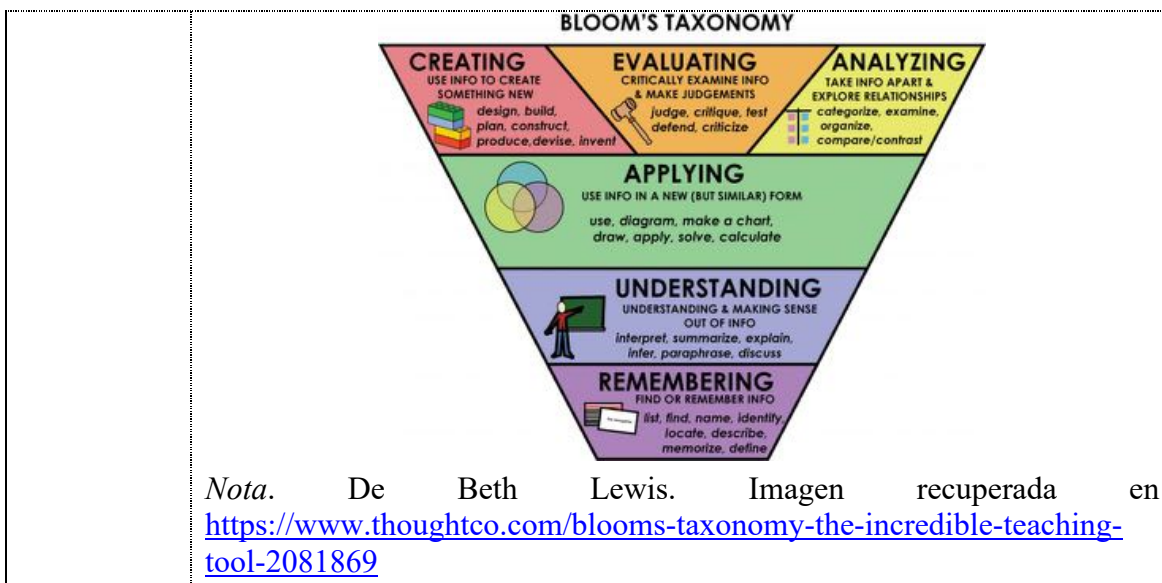 BLOOM'S TAXONOMY
CREATING
USE INFO TO CREATE
SOMETHING NEW
design, build,
plan, construct,
produce,devise, invent
EVALUATING
CRITICALLY EXAMINE INFO
& MAKE JUDGEMENTS
judge, critique, test
defend, criticize
ANALYZING
TAKE INFO APART &
EXPLORE RELATIONSHIPS
categorize, examine,
organize,
compare/contrast
APPLYING
USE INFO IN A NEW (BUT SIMILAR) FORM
use, diagram, make a chart,
draw, apply, solve, calculate
UNDERSTANDING
UNDERSTANDING & MAKING SENSE
OUT OF INFO
interpret, summarize, explain,
infer, paraphrase, discuss
REMEMBERING
FIND OR REMEMBER INFO
list, find, name, identify,
locate, describe,
memorize, define
Nota. De Beth Lewis. Imagen recuperada en
https://www.thoughtco.com/blooms-taxonomy-the-incredible-teaching-
tool-2081869